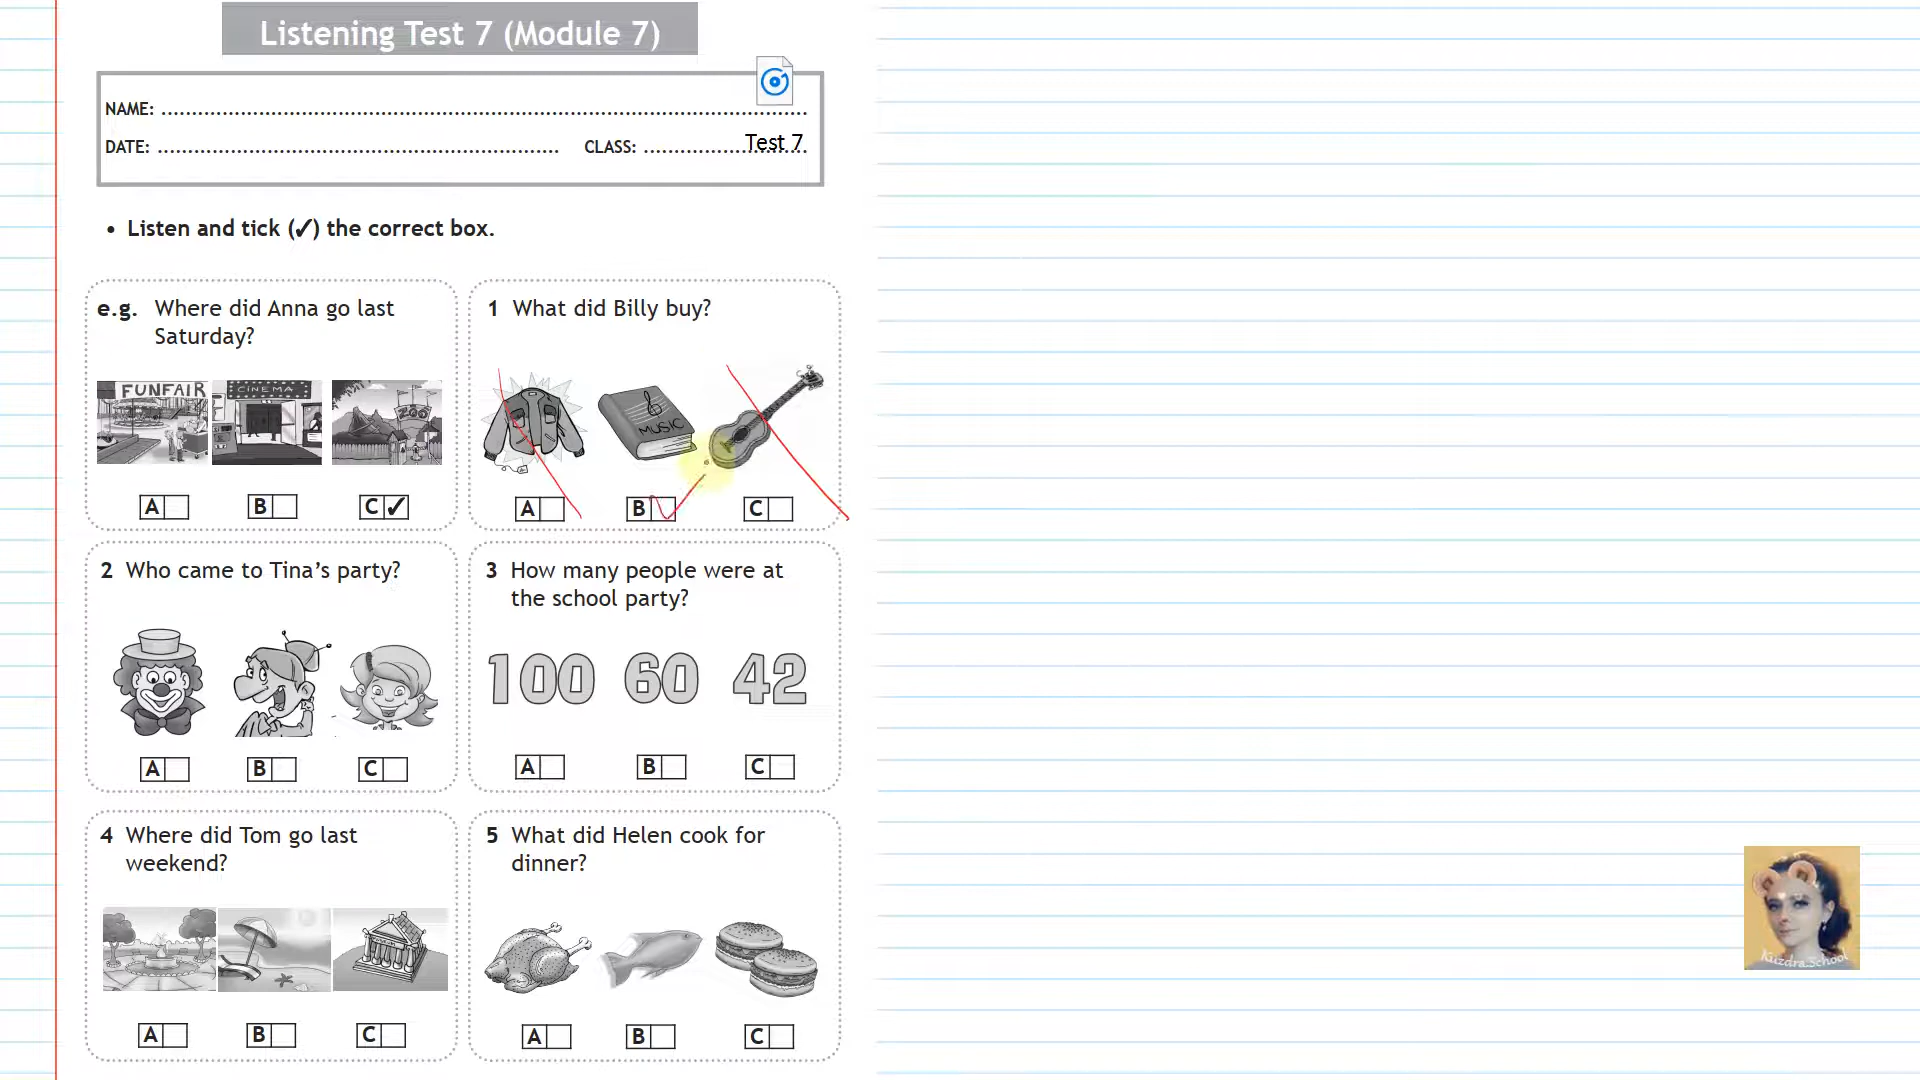 Listening Test 7 (Module 7)
NAME: ..........................................................................................................
DATE: .................................................................. CLASS: ...........................
Test 7
• Listen and tick (✓) the correct box.
e.g. Where did Anna go last
Saturday?
FUNFAIR
CINEMA
ZOO
A
B
C ✓
1 What did Billy buy?
MUSIC
A
B ✓
C
2 Who came to Tina’s party?
A
B
C
3 How many people were at
the school party?
100 60 42
A
B
C
4 Where did Tom go last
weekend?
A
B
C
5 What did Helen cook for
dinner?
A
B
C
Kuzdra.School